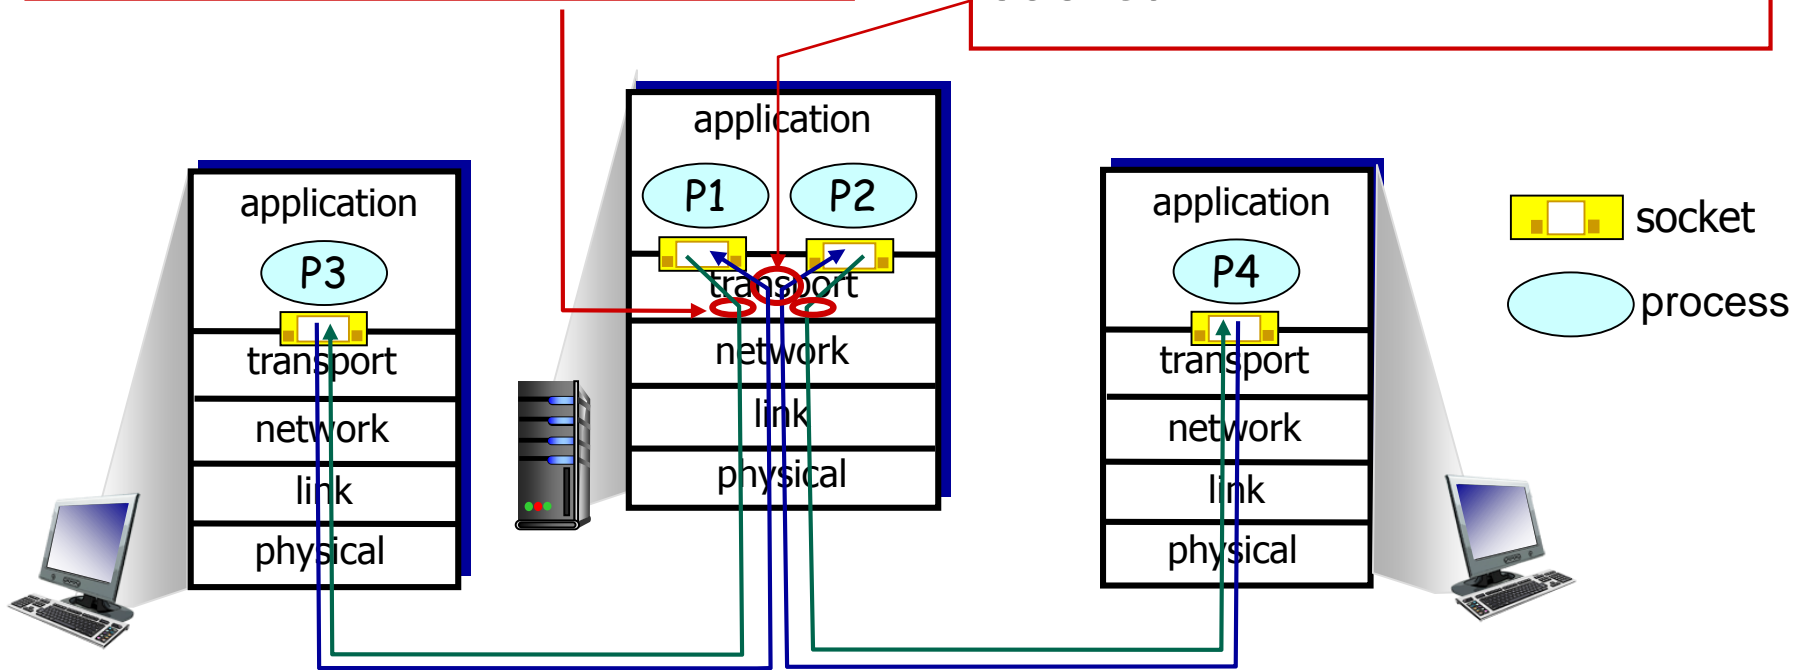 application
P1 P2
transport
network
link
physical
application
P3
transport
network
link
physical
application
P4
transport
network
link
physical
socket
process